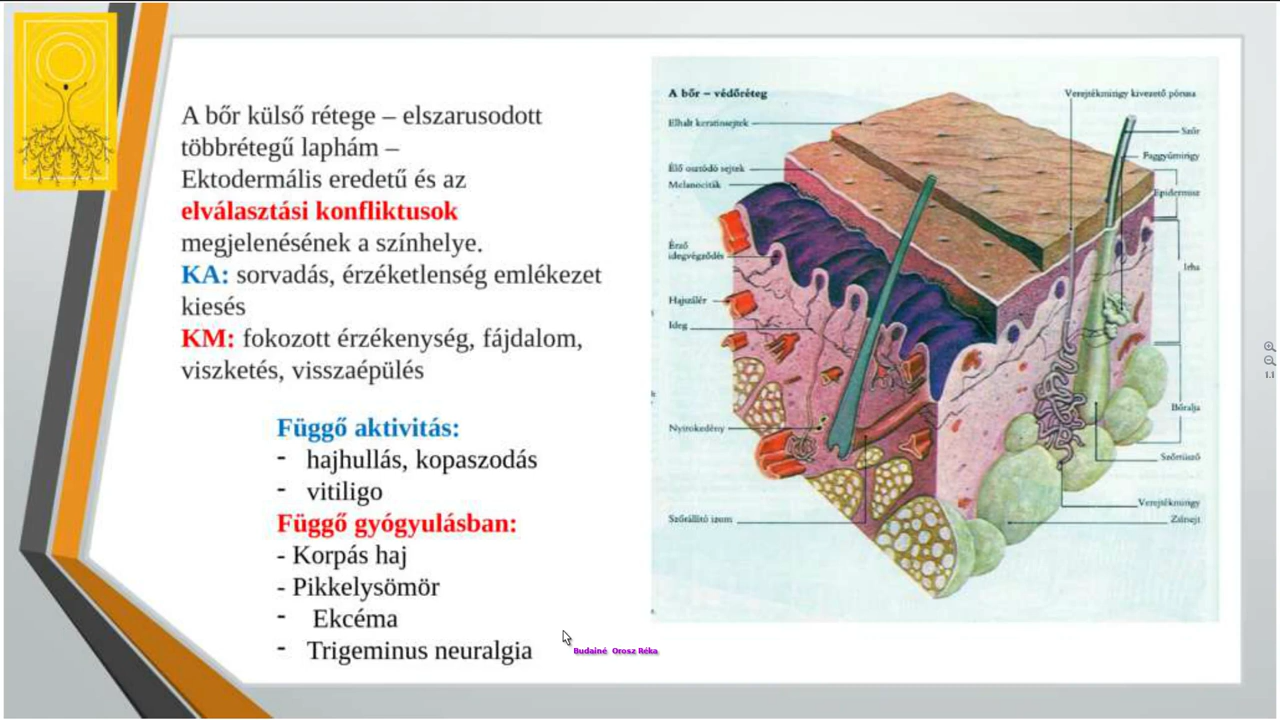 A bőr külső rétege – elszarusodott
többrétegű laphám –
Ektodermális eredetű és az
elválasztási konfliktusok
megjelenésének a színhelye.
KA: sorvadás, érzéketlenség emlékezet
kiesés
KM: fokozott érzékenység, fájdalom,
viszketés, visszaépülés
Függő aktivitás:
- hajhullás, kopaszodás
- vitiligo
Függő gyógyulásban:
- Korpás haj
- Pikkelysömör
- Ekcéma
- Trigeminus neuralgia
A bőr – védőréteg
Elhalt keratinsejtek
Élő osztódó sejtek
Melanociták
Érző
idegvégződés
Hajszálér
Ideg
Nyirokedény
Szőrállító izom
Verejtékmirigy kivezető pórusa
Szőr
Faggyúmirigy
Epidermisz
Irha
Bőralja
Szőrtüsző
Verejtékmirigy
Zsírsejt
Budainé Orosz Réka
1:1